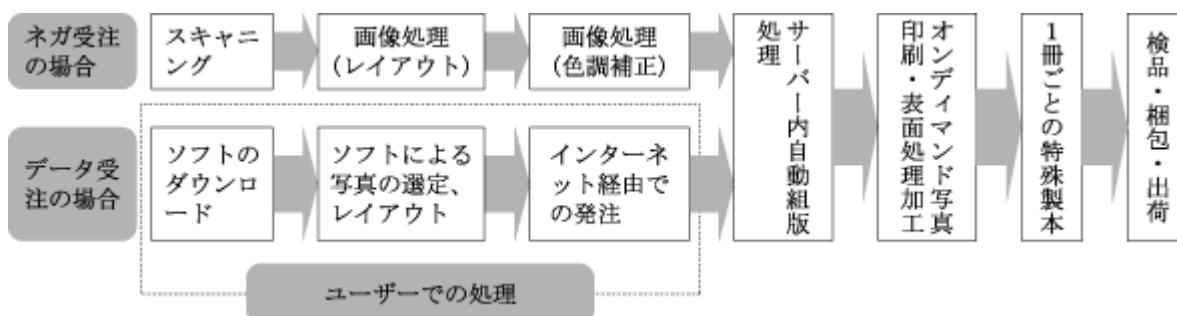 ネガ受注
の場合
スキャニ
ング
画像処理
(レイアウト)
画像処理
(色調補正)
データ受
注の場合
ソフトの
ダウンロ
ード
ソフトによる
写真の選定、
レイアウト
インターネ
ット経由で
の発注
ユーザーでの処理
サーバー内自動組版
処理
オンディマンド写真
印刷・表面処理加工
1冊ごとの特殊製本
検品・梱包・出荷